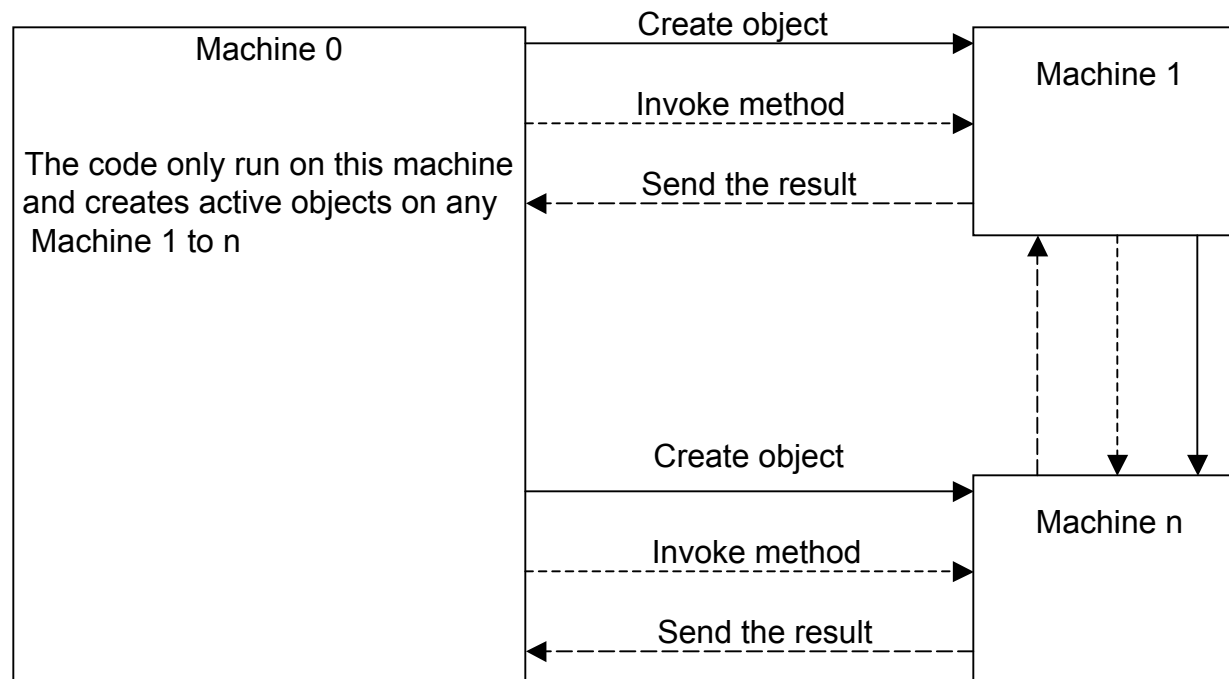 Machine 0
The code only run on this machine
and creates active objects on any
Machine 1 to n
Create object
Invoke method
Send the result
Machine 1
Create object
Invoke method
Send the result
Machine n